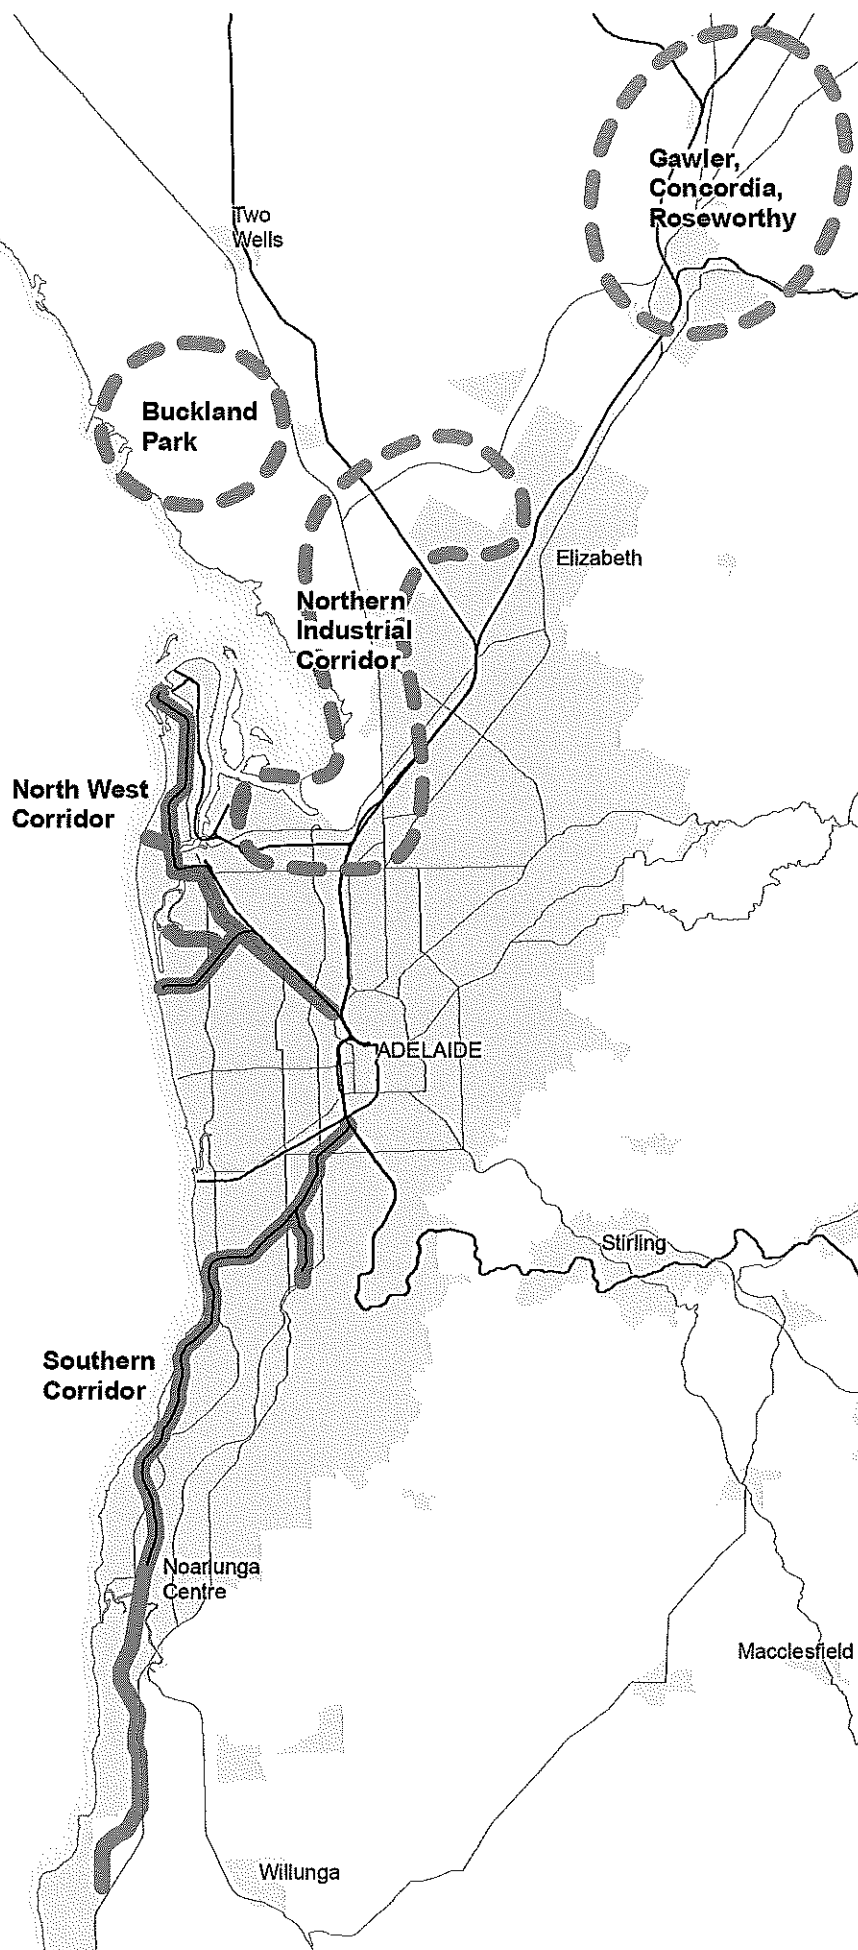 Gawler,
Concordia,
Roseworthy
Two
Wells
Buckland
Park
Elizabeth
Northern
Industrial
Corridor
North West
Corridor
ADELAIDE
Stirling
Southern
Corridor
Noarlunga
Centre
Macclesfield
Willunga